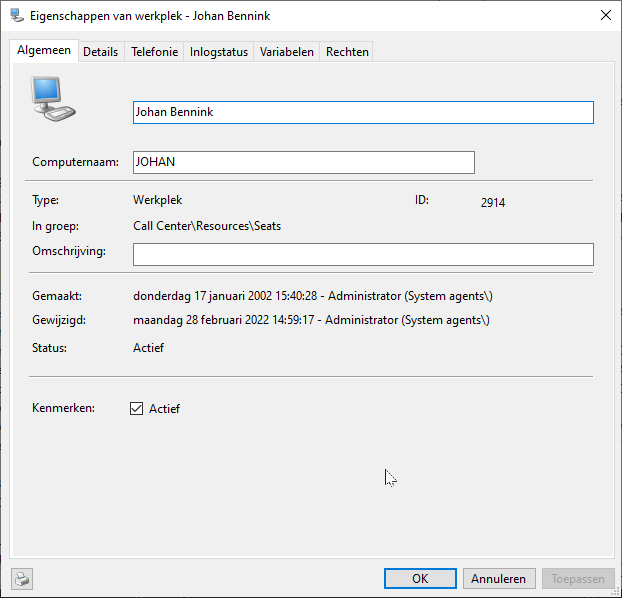 Eigenschappen van werkplek - Johan Bennink
Algemeen Details Telefonie Inlogstatus Variabelen Rechten
Johan Bennink
Computernaam: JOHAN
Type: Werkplek ID: 2914
In groep: Call Center\Resources\Seats
Omschrijving:
Gemaakt: donderdag 17 januari 2002 15:40:28 - Administrator (System agents\)
Gewijzigd: maandag 28 februari 2022 14:59:17 - Administrator (System agents\)
Status: Actief
Kenmerken: Actief
OK Annuleren Toepassen